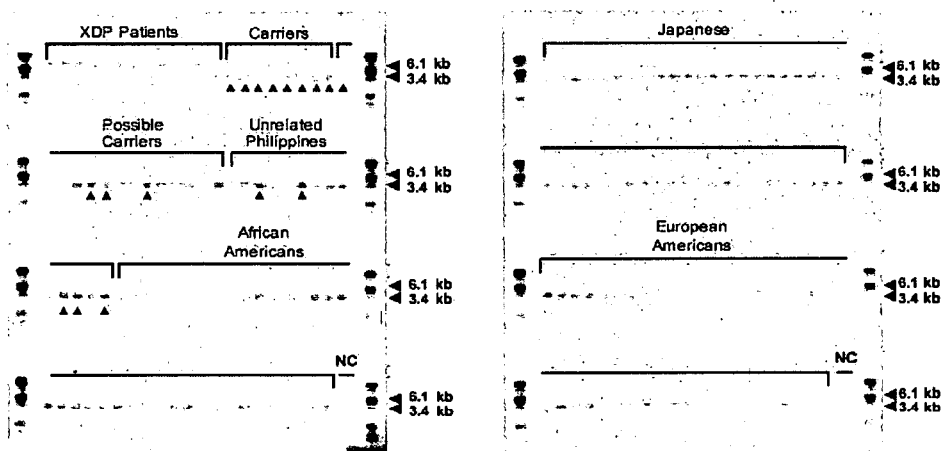 XDP Patients Carriers
6.1 kb
3.4 kb
Possible Carriers
Unrelated Philippines
6.1 kb
3.4 kb
African Americans
6.1 kb
3.4 kb
NC
6.1 kb
3.4 kb
Japanese
6.1 kb
3.4 kb
6.1 kb
3.4 kb
European Americans
6.1 kb
3.4 kb
NC
6.1 kb
3.4 kb